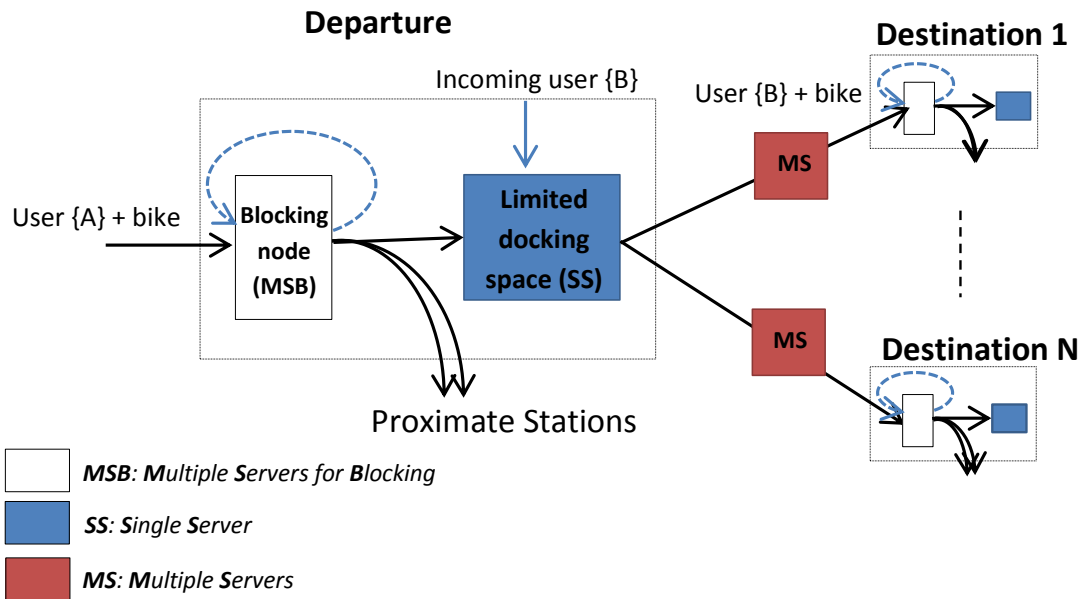 Departure
Destination 1
Incoming user {B}
User {B} + bike
MS
User {A} + bike
Blocking
node
(MSB)
Limited
docking
space (SS)
MS
Destination N
Proximate Stations
MSB: Multiple Servers for Blocking
SS: Single Server
MS: Multiple Servers